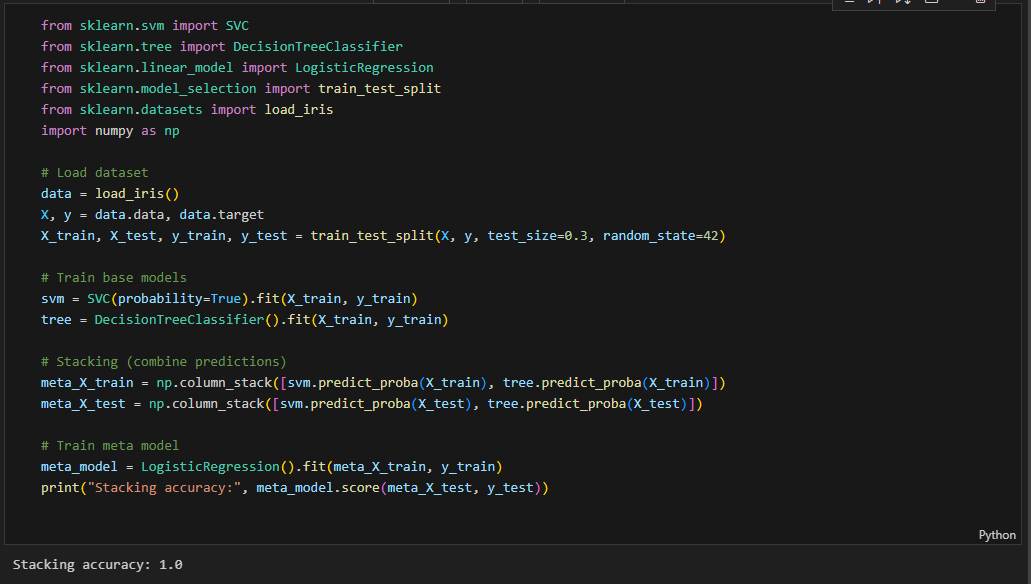 from sklearn.svm import SVC
from sklearn.tree import DecisionTreeClassifier
from sklearn.linear_model import LogisticRegression
from sklearn.model_selection import train_test_split
from sklearn.datasets import load_iris
import numpy as np
# Load dataset
data = load_iris()
X, y = data.data, data.target
X_train, X_test, y_train, y_test = train_test_split(X, y, test_size=0.3, random_state=42)
# Train base models
svm = SVC(probability=True).fit(X_train, y_train)
tree = DecisionTreeClassifier().fit(X_train, y_train)
# Stacking (combine predictions)
meta_X_train = np.column_stack([svm.predict_proba(X_train), tree.predict_proba(X_train)])
meta_X_test = np.column_stack([svm.predict_proba(X_test), tree.predict_proba(X_test)])
# Train meta model
meta_model = LogisticRegression().fit(meta_X_train, y_train)
print("Stacking accuracy:", meta_model.score(meta_X_test, y_test))
Python
Stacking accuracy: 1.0